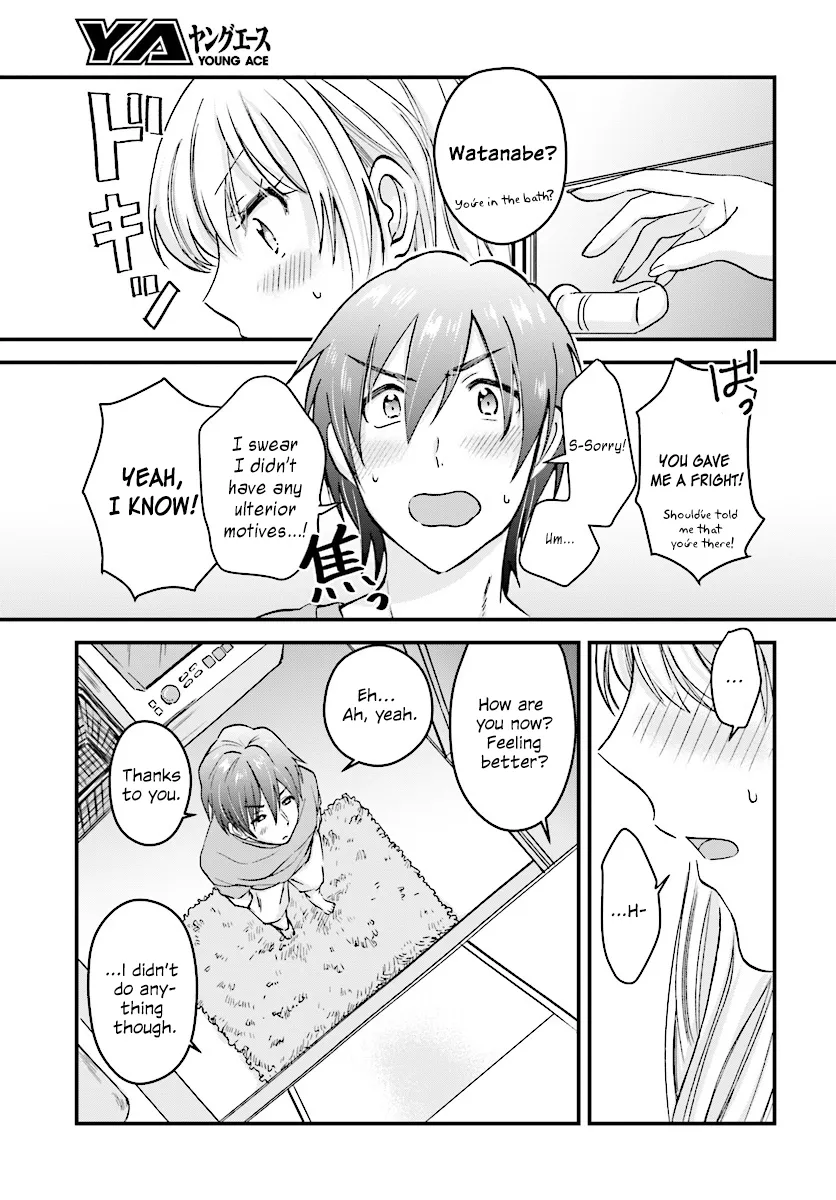 YA ヤングエース
YOUNG ACE
Watanabe?
You're in the bath?
ドキンッ
ばっ
YOU GAVE
ME A FRIGHT!
Should've told
me that
you're there!
S-Sorry!
Um...
I swear
I didn't
have any
ulterior
motives...!
焦っ
YEAH,
I KNOW!
...
...H-
How are
you now?
Feeling
better?
Eh...
Ah, yeah.
Thanks
to you.
...I didn't
do any-
thing
though.